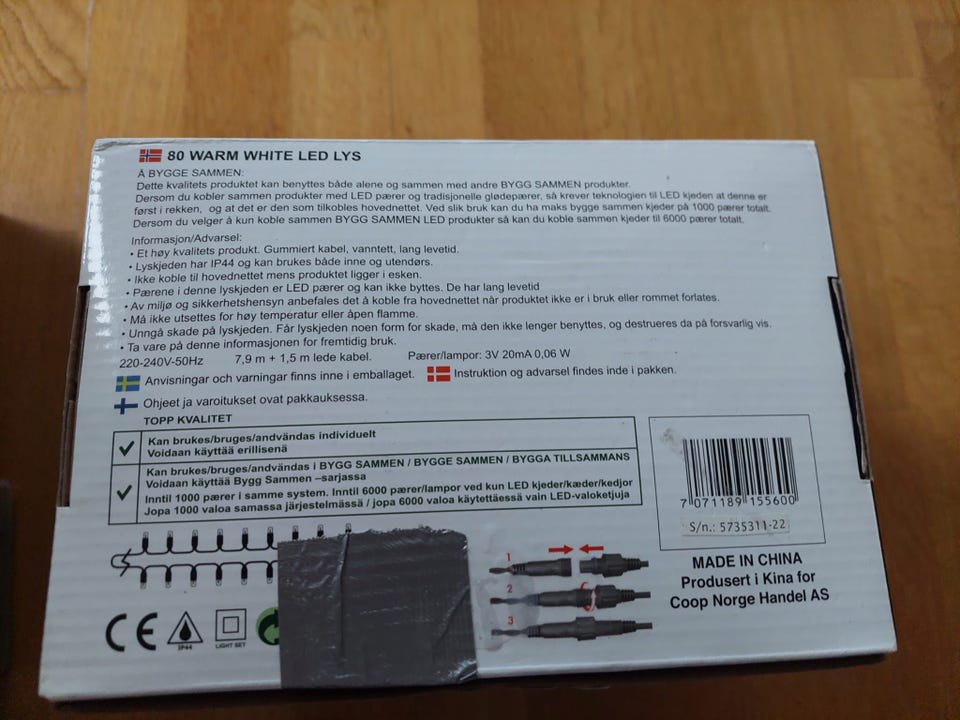 80 WARM WHITE LED LYS
Å BYGGE SAMMEN:
Dette kvalitets produktet kan benyttes både alene og sammen med andre BYGG SAMMEN produkter.
Dersom du kobler sammen produkter med LED pærer og tradisjonelle glødepærer, så krever teknologien til LED kjeden at denne er
først i rekken, og at det er den som tilkobles hovednettet. Ved slik bruk kan du ha maks bygge sammen kjeder på 1000 pærer totalt.
Dersom du velger å kun koble sammen BYGG SAMMEN LED produkter så kan du koble sammen kjeder til 6000 pærer totalt.
Informasjon/Advarsel:
• Et høy kvalitets produkt. Gummiert kabel, vanntett, lang levetid.
• Lyskjeden har IP44 og kan brukes både inne og utendørs.
• Ikke koble til hovednettet mens produktet ligger i esken.
• Pærene i denne lyskjeden er LED pærer og kan ikke byttes. De har lang levetid
• Av miljø og sikkerhetshensyn anbefales det å koble fra hovednettet når produktet ikke er i bruk eller rommet forlates.
• Må ikke utsettes for høy temperatur eller åpen flamme.
• Unngå skade på lyskjeden. Får lyskjeden noen form for skade, må den ikke lenger benyttes, og destrueres da på forsvarlig vis.
• Ta vare på denne informasjonen for fremtidig bruk.
220-240V-50Hz 7,9 m + 1,5 m lede kabel. Pærer/lampor: 3V 20mA 0,06 W
Anvisningar och varningar finns inne i emballaget. Instruktion og advarsel findes inde i pakken.
Ohjeet ja varoitukset ovat pakkauksessa.
TOPP KVALITET
Kan brukes/bruges/andvändas individuelt
Voidaan käyttää erillisenä
Kan brukes/bruges/andvändas i BYGG SAMMEN / BYGGE SAMMEN / BYGGA TILLSAMMANS
Voidaan käyttää Bygg Sammen –sarjassa
Inntil 1000 pærer i samme system. Inntil 6000 pærer/lampor ved kun LED kjeder/kæder/kedjor
Jopa 1000 valoa samassa järjestelmässä / jopa 6000 valoa käytettäessä vain LED-valoketjuja
7 071189 155600
S/n.: 5735311-22
MADE IN CHINA
Produsert i Kina for
Coop Norge Handel AS
1
2
3
CE
IP44
LIGHT SET